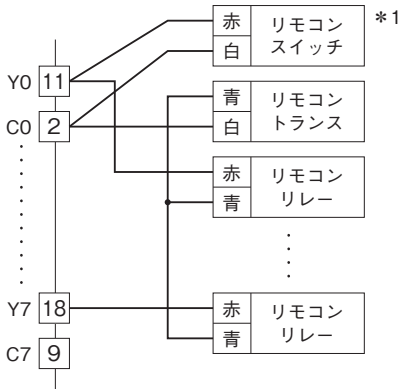 赤
リモコン
スイッチ
＊1
白
Y0 11
青
リモコン
トランス
C0 2
白
赤
リモコン
リレー
青
Y7 18
赤
リモコン
リレー
青
C7 9